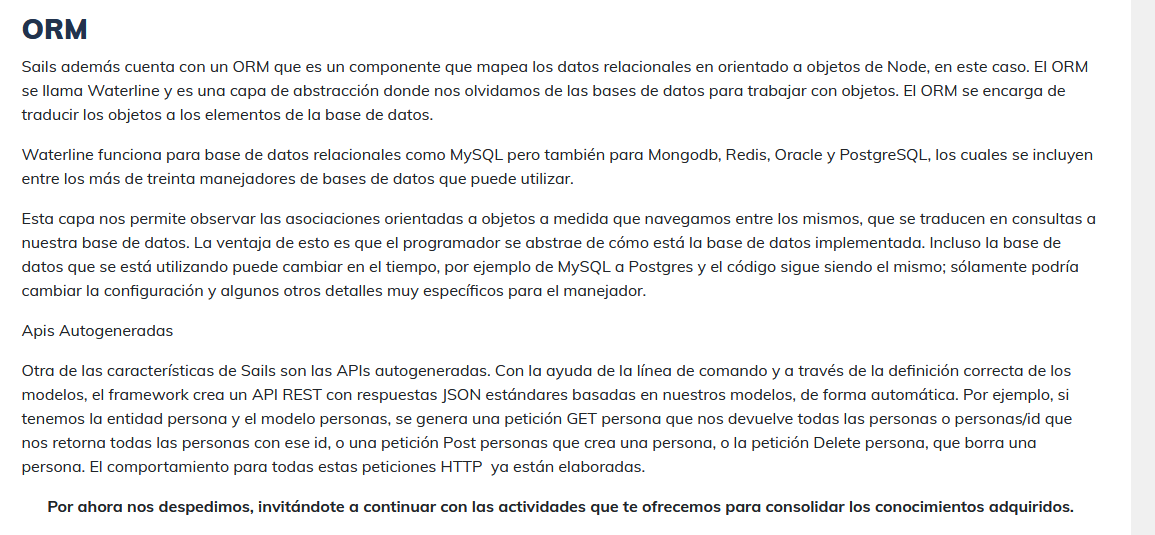 ORM
Sails además cuenta con un ORM que es un componente que mapea los datos relacionales en orientado a objetos de Node, en este caso. El ORM
se llama Waterline y es una capa de abstracción donde nos olvidamos de las bases de datos para trabajar con objetos. El ORM se encarga de
traducir los objetos a los elementos de la base de datos.
Waterline funciona para base de datos relacionales como MySQL pero también para Mongodb, Redis, Oracle y PostgreSQL, los cuales se incluyen
entre los más de treinta manejadores de bases de datos que puede utilizar.
Esta capa nos permite observar las asociaciones orientadas a objetos a medida que navegamos entre los mismos, que se traducen en consultas a
nuestra base de datos. La ventaja de esto es que el programador se abstrae de cómo está la base de datos implementada. Incluso la base de
datos que se está utilizando puede cambiar en el tiempo, por ejemplo de MySQL a Postgres y el código sigue siendo el mismo; sólamente podría
cambiar la configuración y algunos otros detalles muy específicos para el manejador.
Apis Autogeneradas
Otra de las características de Sails son las APIs autogeneradas. Con la ayuda de la línea de comando y a través de la definición correcta de los
modelos, el framework crea un API REST con respuestas JSON estándares basadas en nuestros modelos, de forma automática. Por ejemplo, si
tenemos la entidad persona y el modelo personas, se genera una petición GET persona que nos devuelve todas las personas o personas/id que
nos retorna todas las personas con ese id, o una petición Post personas que crea una persona, o la petición Delete persona, que borra una
persona. El comportamiento para todas estas peticiones HTTP  ya están elaboradas.
Por ahora nos despedimos, invitándote a continuar con las actividades que te ofrecemos para consolidar los conocimientos adquiridos.